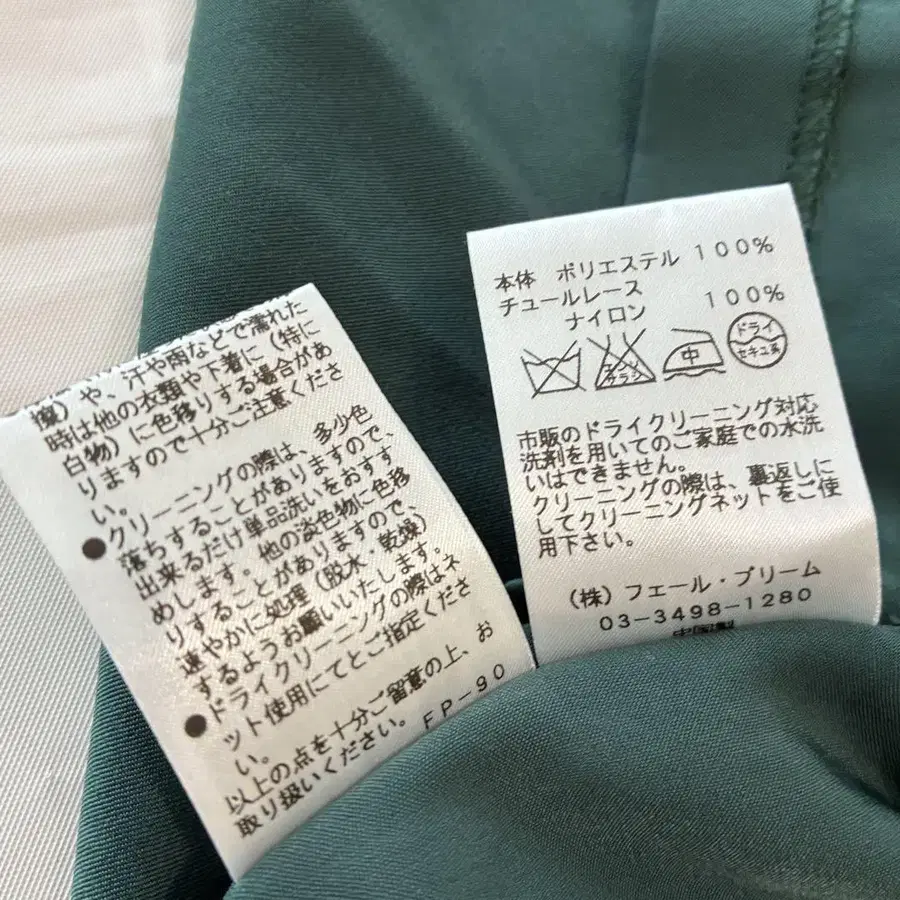 や、汗や雨などで濡れた
時は他の衣類や下着に（特に
白物）に色移りする場合があ
りますので十分ご注意くださ
い。
●クリーニングの際は、多少色
落ちすることがありますので、
出来るだけ単品洗いをおすす
めします。他の淡色物に色移
りすることがありますので、
速やかに処理（脱水・乾燥）
するようお願いいたします。
●ドライクリーニングの際はネ
ット使用にてとご指定くださ
い。
以上の点を十分ご留意の上、お
取り扱いください。 FP-90
本体 ポリエステル 100%
チュールレース
ナイロン 100%
エンソ
サラシ
中
ドライ
セキユ系
市販のドライクリーニング対応
洗剤を用いてのご家庭での水洗
いはできません。
クリーニングの際は、裏返しに
してクリーニングネットをご使
用下さい。
（株）フェール・プリーム
03-3498-1280
中国製